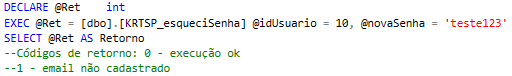 DECLARE @Ret    int
EXEC @Ret = [dbo].[KRTSP_esqueciSenha] @idUsuario = 10, @novaSenha = 'teste123'
SELECT @Ret AS Retorno
--Códigos de retorno: 0 - execução ok
--1 - email não cadastrado